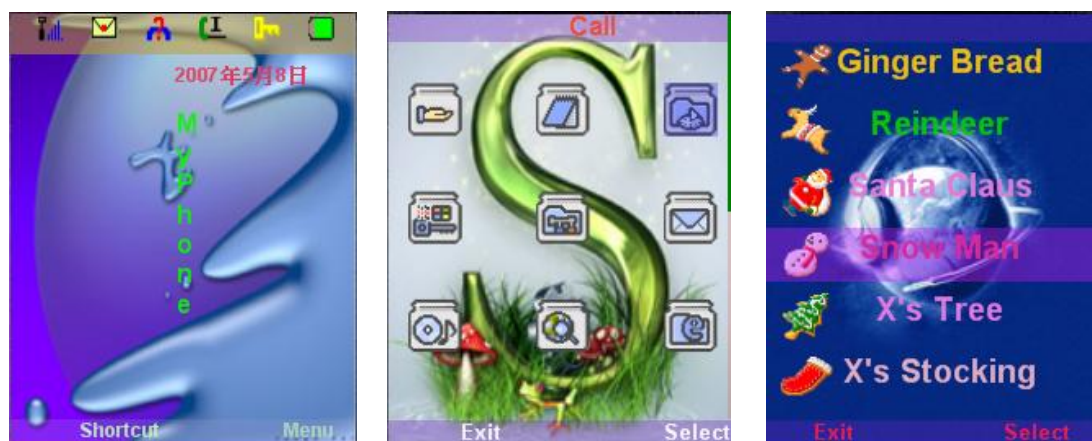 2007年5月8日
MyPhone
Shortcut Menu
Call
Exit Select
Ginger Bread
Reindeer
Santa Claus
Snow Man
X's Tree
X's Stocking
Exit Select